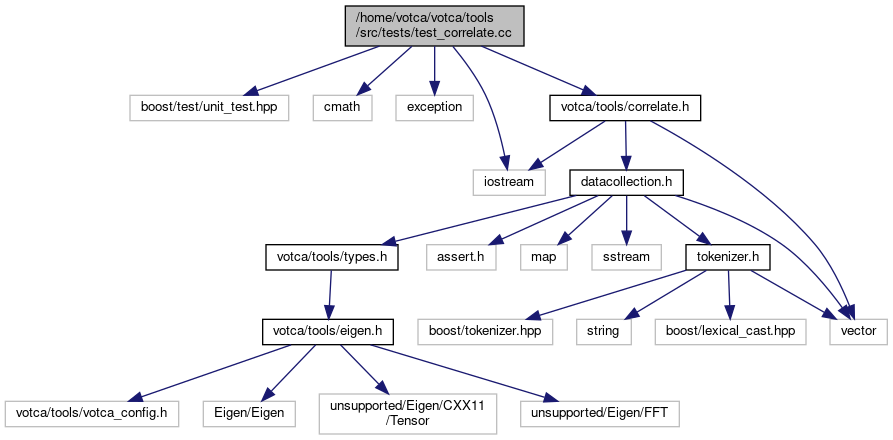 /home/votca/votca/tools
/src/tests/test_correlate.cc
boost/test/unit_test.hpp
cmath
exception
votca/tools/correlate.h
iostream
datacollection.h
votca/tools/types.h
assert.h
map
sstream
tokenizer.h
votca/tools/eigen.h
boost/tokenizer.hpp
string
boost/lexical_cast.hpp
vector
votca/tools/votca_config.h
Eigen/Eigen
unsupported/Eigen/CXX11
/Tensor
unsupported/Eigen/FFT